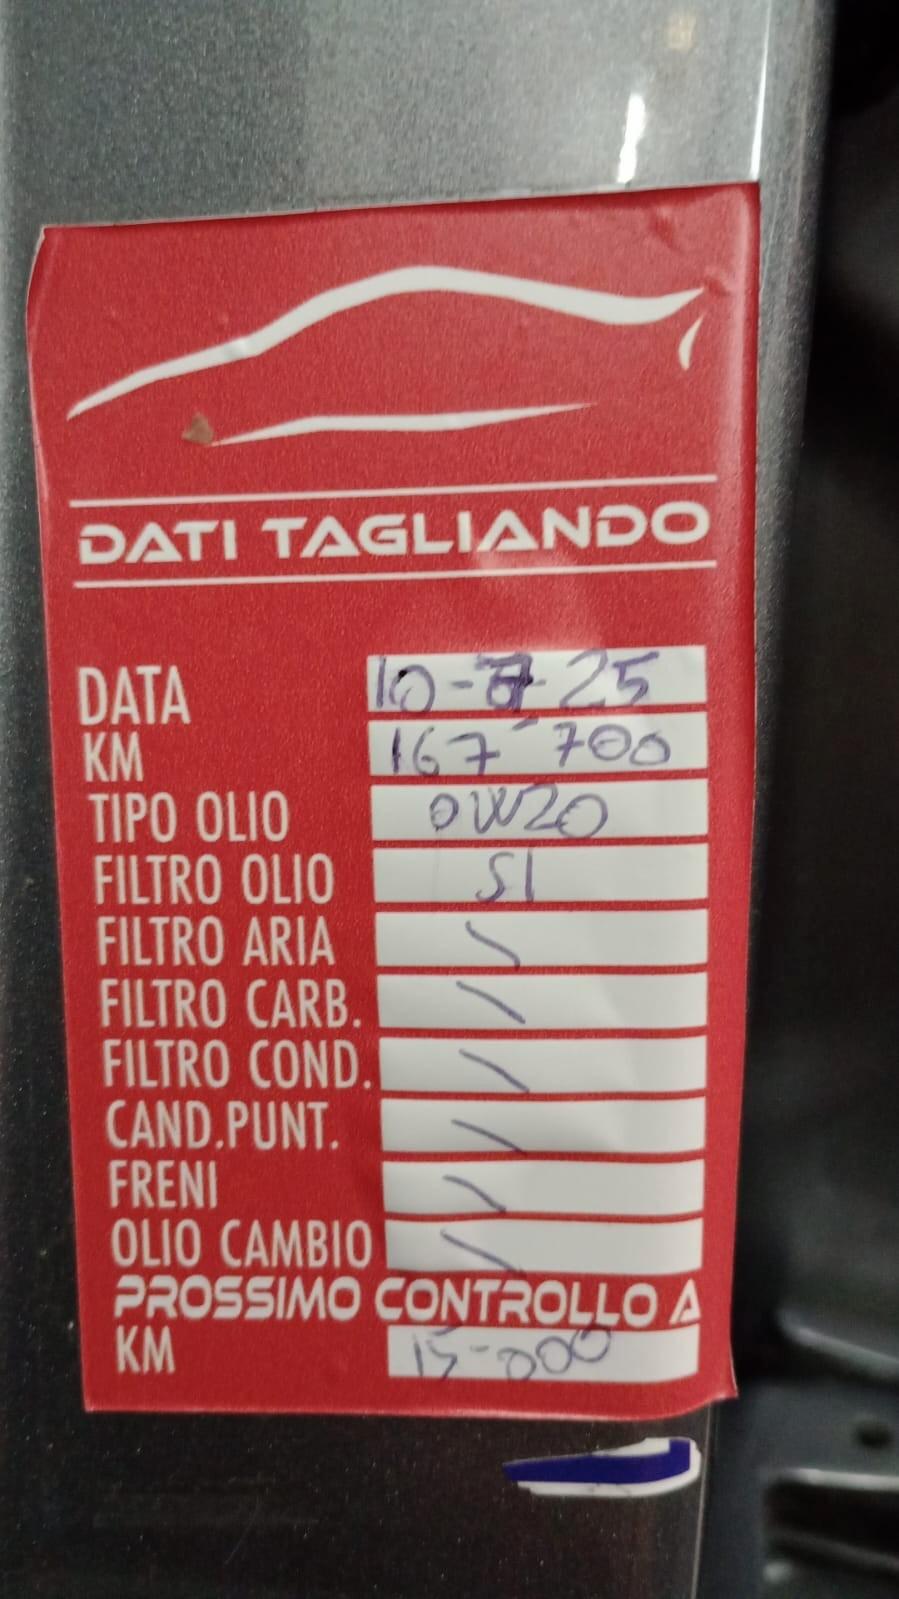 DATI TAGLIANDO
DATA 10- 25
KM 167 700
TIPO OLIO 0W20
FILTRO OLIO SI
FILTRO ARIA \
FILTRO CARB. \
FILTRO COND. \
CAND.PUNT. \
FRENI \
OLIO CAMBIO \
PROSSIMO CONTROLLO A
KM 15-000